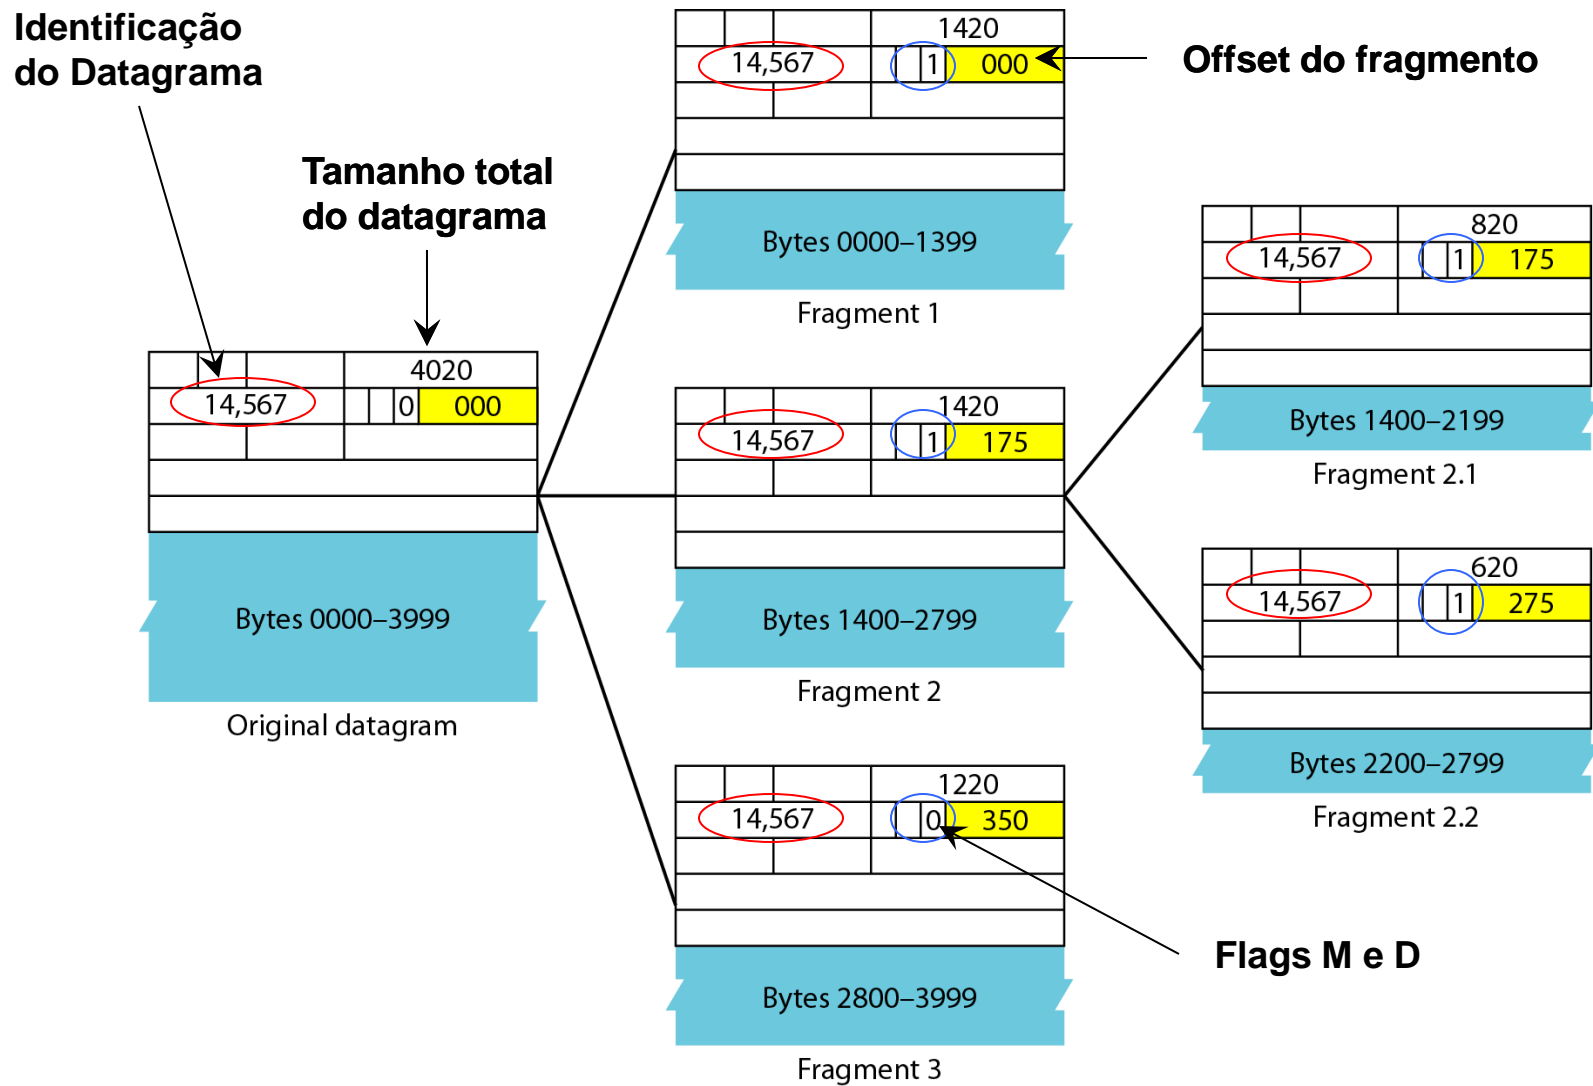 Identificação
do Datagrama
Tamanho total
do datagrama
4020
14,567 0 000
Bytes 0000–3999
Original datagram
1420
14,567 1 000
Offset do fragmento
Bytes 0000–1399
Fragment 1
1420
14,567 1 175
Bytes 1400–2799
Fragment 2
1220
14,567 0 350
Flags M e D
Bytes 2800–3999
Fragment 3
820
14,567 1 175
Bytes 1400–2199
Fragment 2.1
620
14,567 1 275
Bytes 2200–2799
Fragment 2.2